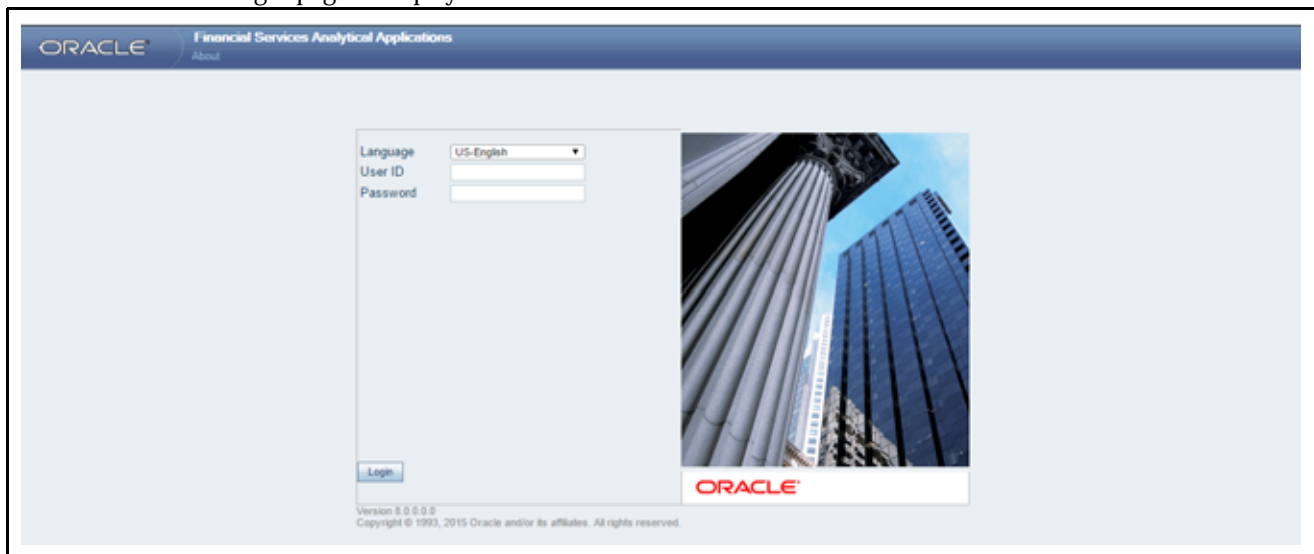 ORACLE
Financial Services Analytical Applications
About
Language US-English
User ID
Password
Login
ORACLE
Version 8.0.0.0.0
Copyright © 1993, 2015 Oracle and/or its affiliates. All rights reserved.